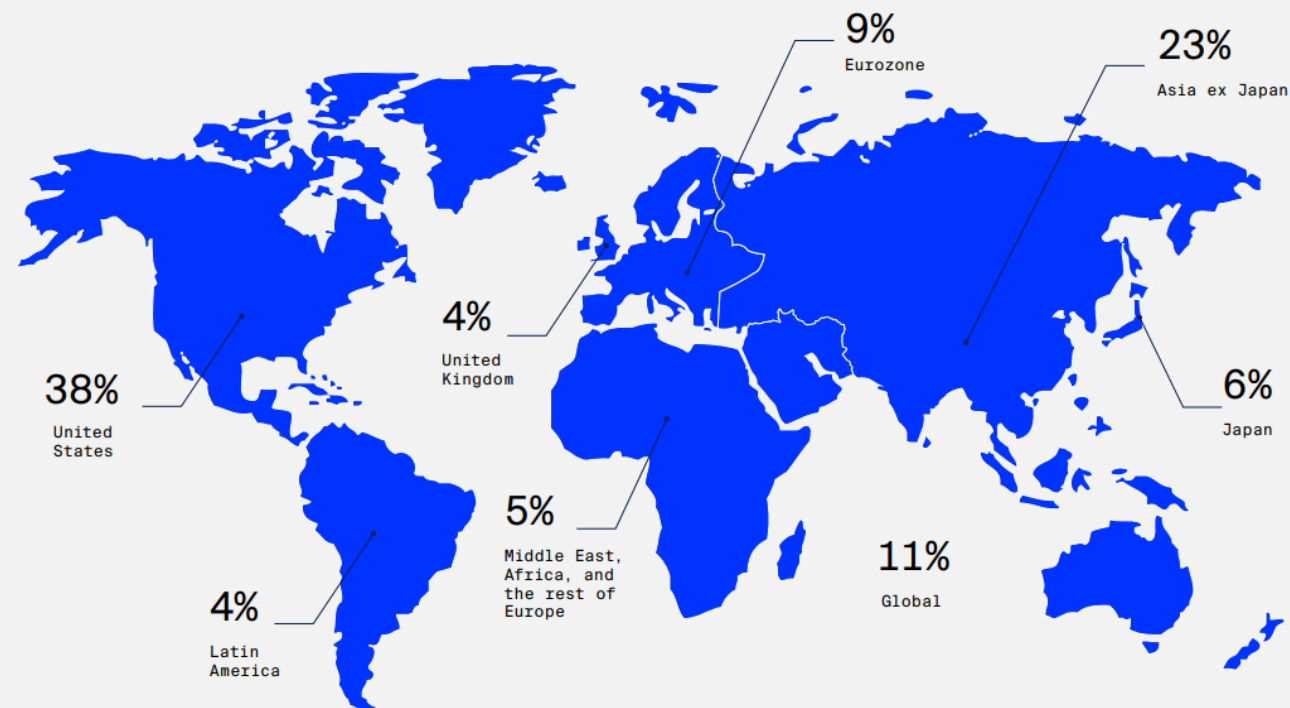 9%
Eurozone
23%
Asia ex Japan
4%
United
Kingdom
38%
United
States
6%
Japan
5%
Middle East,
Africa, and
the rest of
Europe
11%
Global
4%
Latin
America